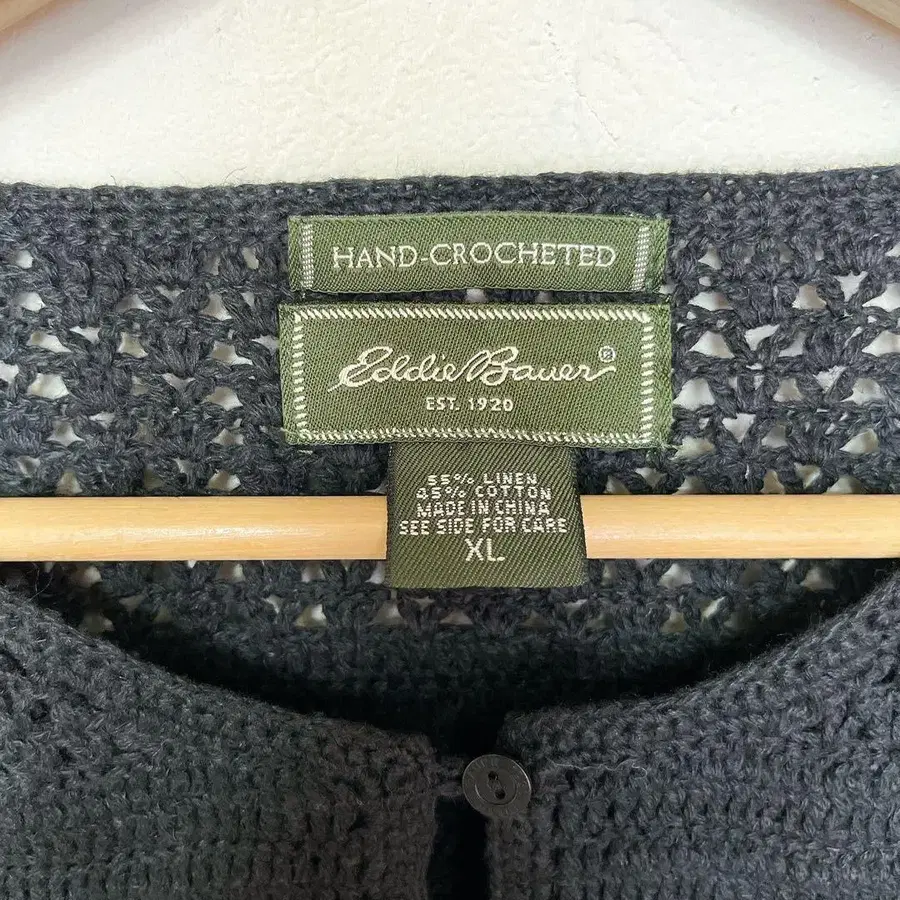 HAND-CROCHETED
Eddie Bauer®
EST. 1920
55% LINEN
45% COTTON
MADE IN CHINA
SEE SIDE FOR CARE
XL